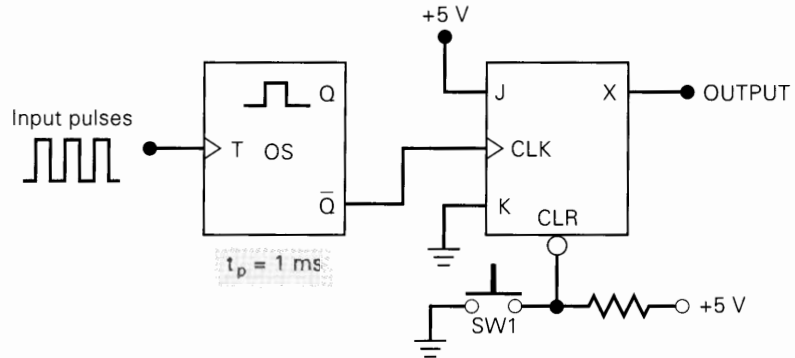 +5 V
Input pulses
Q
T
OS
Q̅
t_p = 1 ms
J
X
OUTPUT
CLK
K
CLR
SW1
+5 V